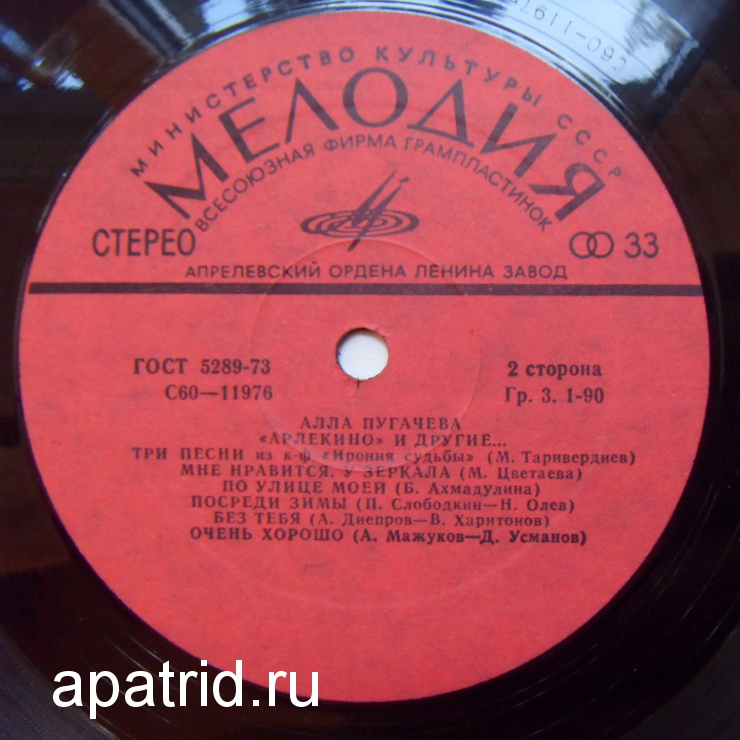 С60-1197
МИНИСТЕРСТВО КУЛЬТУРЫ СССР
МЕЛОДИЯ
ВСЕСОЮЗНАЯ ФИРМА ГРАМПЛАСТИНОК
СТЕРЕО 33
АПРЕЛЕВСКИЙ ОРДЕНА ЛЕНИНА ЗАВОД
ГОСТ 5289-73 2 сторона
С60—11976 Гр. 3. 1-90
АЛЛА ПУГАЧЕВА
«АРЛЕКИНО» И ДРУГИЕ...
ТРИ ПЕСНИ из к-ф «Ирония судьбы» (М. Таривердиев)
МНЕ НРАВИТСЯ. У ЗЕРКАЛА (М. Цветаева)
ПО УЛИЦЕ МОЕЙ (Б. Ахмадулина)
ПОСРЕДИ ЗИМЫ (П. Слободкин—Н. Олев)
БЕЗ ТЕБЯ (А. Днепров—В. Харитонов)
ОЧЕНЬ ХОРОШО (А. Мажуков—Д. Усманов)
apatrid.ru